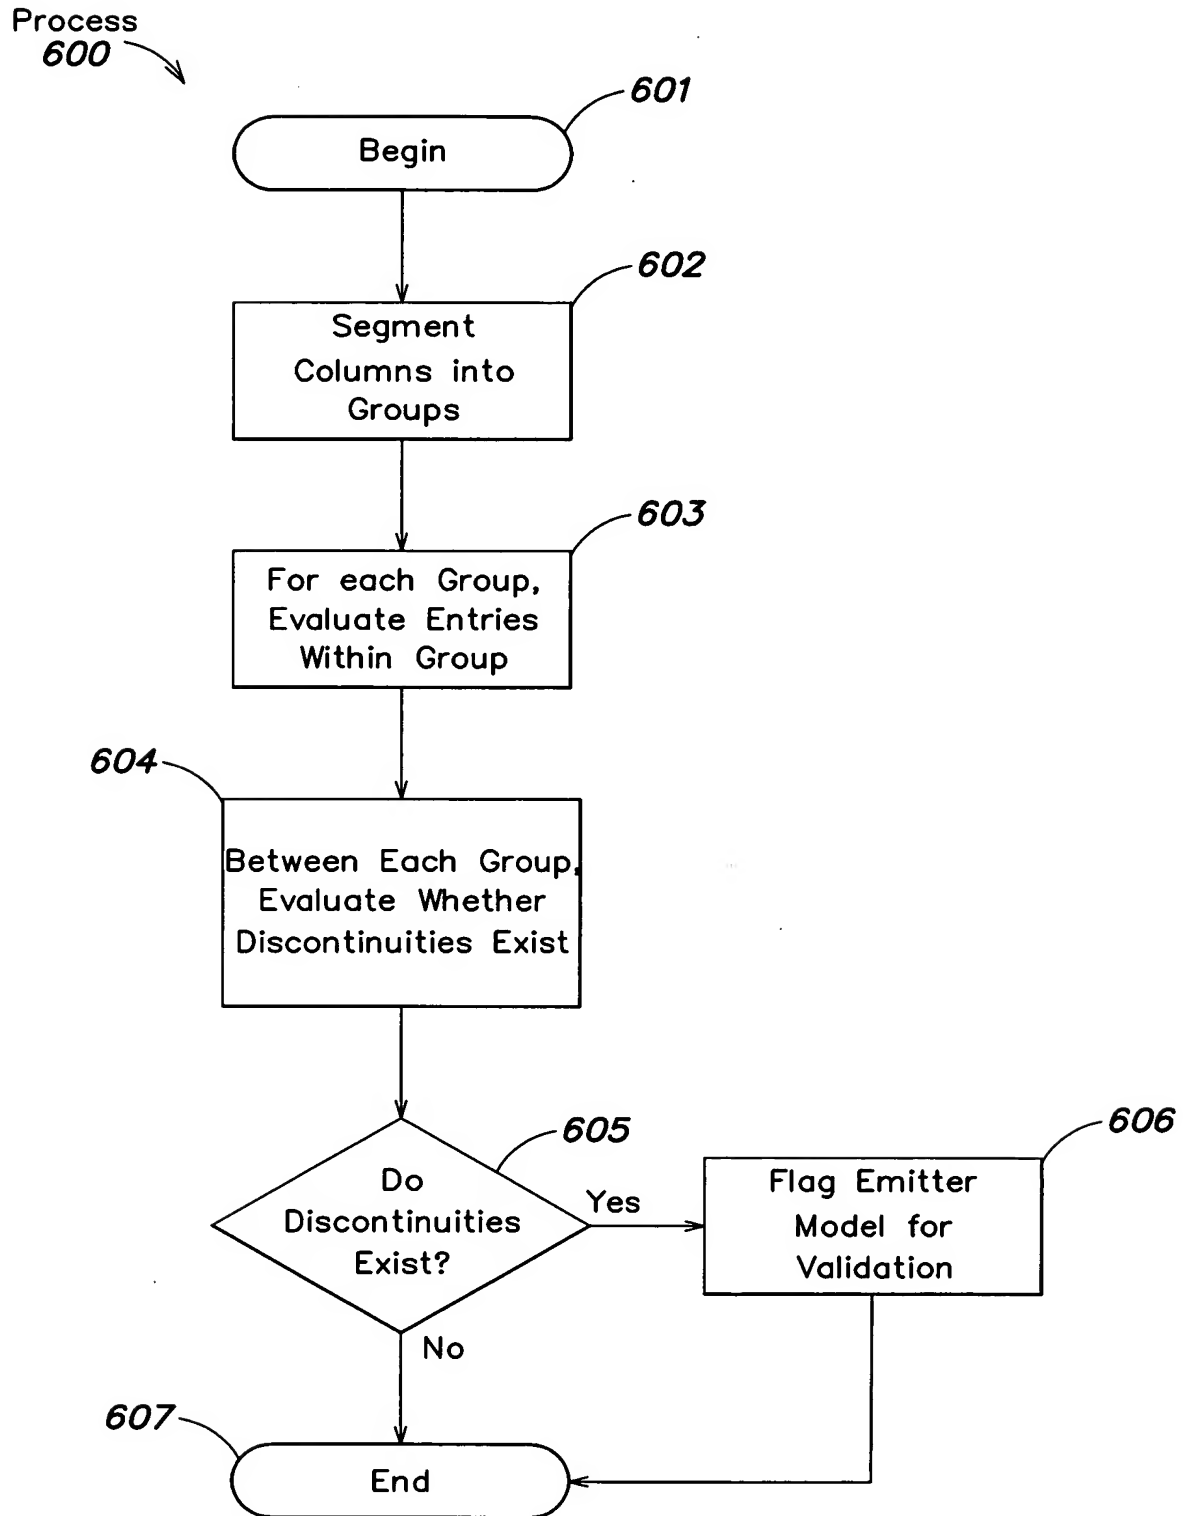 Process
600
601
Begin
602
Segment
Columns into
Groups
603
For each Group,
Evaluate Entries
Within Group
604
Between Each Group,
Evaluate Whether
Discontinuities Exist
605
Do
Discontinuities
Exist?
Yes
606
Flag Emitter
Model for
Validation
No
607
End